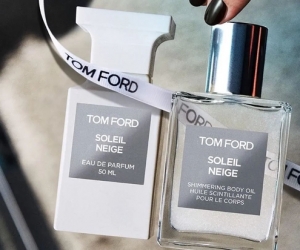 TOM FORD
TOM FORD
SOLEIL
NEIGE
EAU DE PARFUM
50 ML
TOM FORD
SOLEIL
NEIGE
SHIMMERING BODY OIL
HUILE SCINTILLANTE
POUR LE CORPS